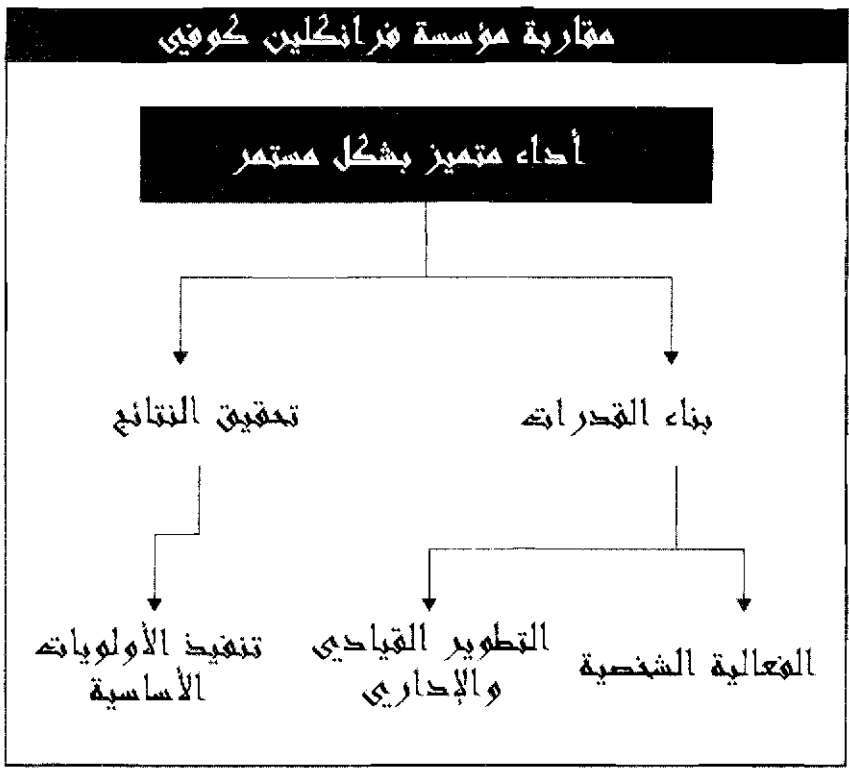 مقاربة مؤسسة فرانكلين كوفي
أداء متميز بشكل مستمر
بناء القدرات
تحقيق النتائج
الفعالية الشخصية
التطوير القيادي
والإداري
تنفيذ الأولويات
الأساسية